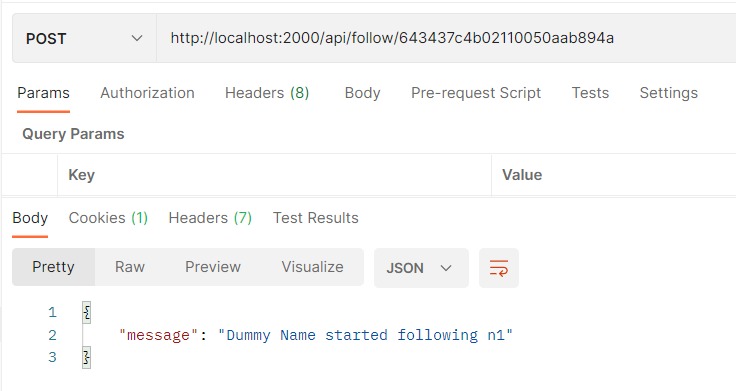 POST http://localhost:2000/api/follow/643437c4b02110050aab894a
Params Authorization Headers (8) Body Pre-request Script Tests Settings
Query Params
Key Value
Body Cookies (1) Headers (7) Test Results
Pretty Raw Preview Visualize JSON
1 {
2 "message": "Dummy Name started following n1"
3 }